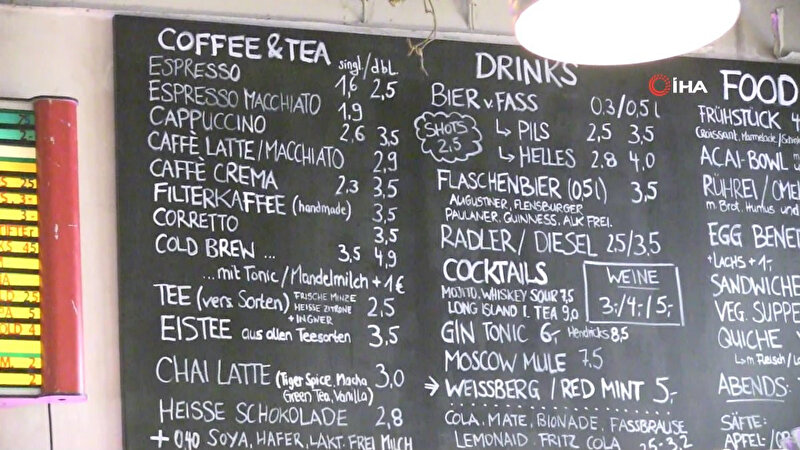 COFFEE & TEA singl./dbl.
ESPRESSO 1,6 2,5
ESPRESSO MACCHIATO 1.9
CAPPUCCINO 2,6 3,5
CAFFÈ LATTE/MACCHIATO 2,9
CAFFÈ CREMA 2,3 3,5
FILTERKAFFEE (handmade) 3,5
CORRETTO 3,5
COLD BREW ... 3,5 4,9
... mit Tonic / Mandelmilch + 1€
TEE (vers. Sorten) FRISCHE MINZE HEISSE ZITRONE + INGWER 2,5
EISTEE aus allen Teesorten 3,5
CHAI LATTE (Tiger Spice, Macha, Green Tea, Vanilla) 3,0
HEISSE SCHOKOLADE 2,8
+ 0,40 SOYA, HAFER, LAKT. FREI MILCH
DRINKS
BIER v. FASS 0.3/0,5 l
SHOTS 2.5
↳ PILS 2,5 3,5
↳ HELLES 2.8 4.0
FLASCHENBIER (0,5l) 3,5
AUGUSTINER, FLENSBURGER
PAULANER, GUINNESS, ALK FREI.
RADLER / DIESEL 2.5/3,5
COCKTAILS
MOJITO, WHISKEY SOUR 7,5
LONG ISLAND I. TEA 9,0
WEINE
3,-/4,-/5,-
GIN TONIC 6,- Hendricks 8,5
MOSCOW MULE 7.5
→ WEISSBERG / RED MINT 5,-
COLA, MATE, BIONADE, FASSBRAUSE
LEMONAID, FRITZ COLA 2,5-3,2
İHA
FOOD
FRÜHSTÜCK 4
Croissant, Marmelade/
ACAI-BOWL
RÜHREI /
m. Brot, Humus und
EGG BENE
+LACHS + 1,-
SANDWICHE
VEG. SUPPE
QUICHE
↳ m. Fleisch /
ABENDS
SÄFTE:
APFEL-/